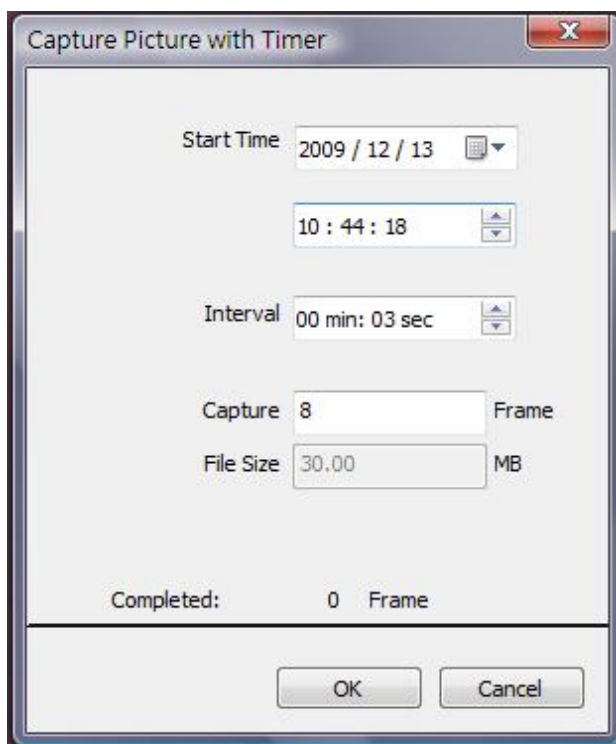 Capture Picture with Timer
Start Time 2009 / 12 / 13
10 : 44 : 18
Interval 00 min: 03 sec
Capture 8 Frame
File Size 30.00 MB
Completed: 0 Frame
OK Cancel